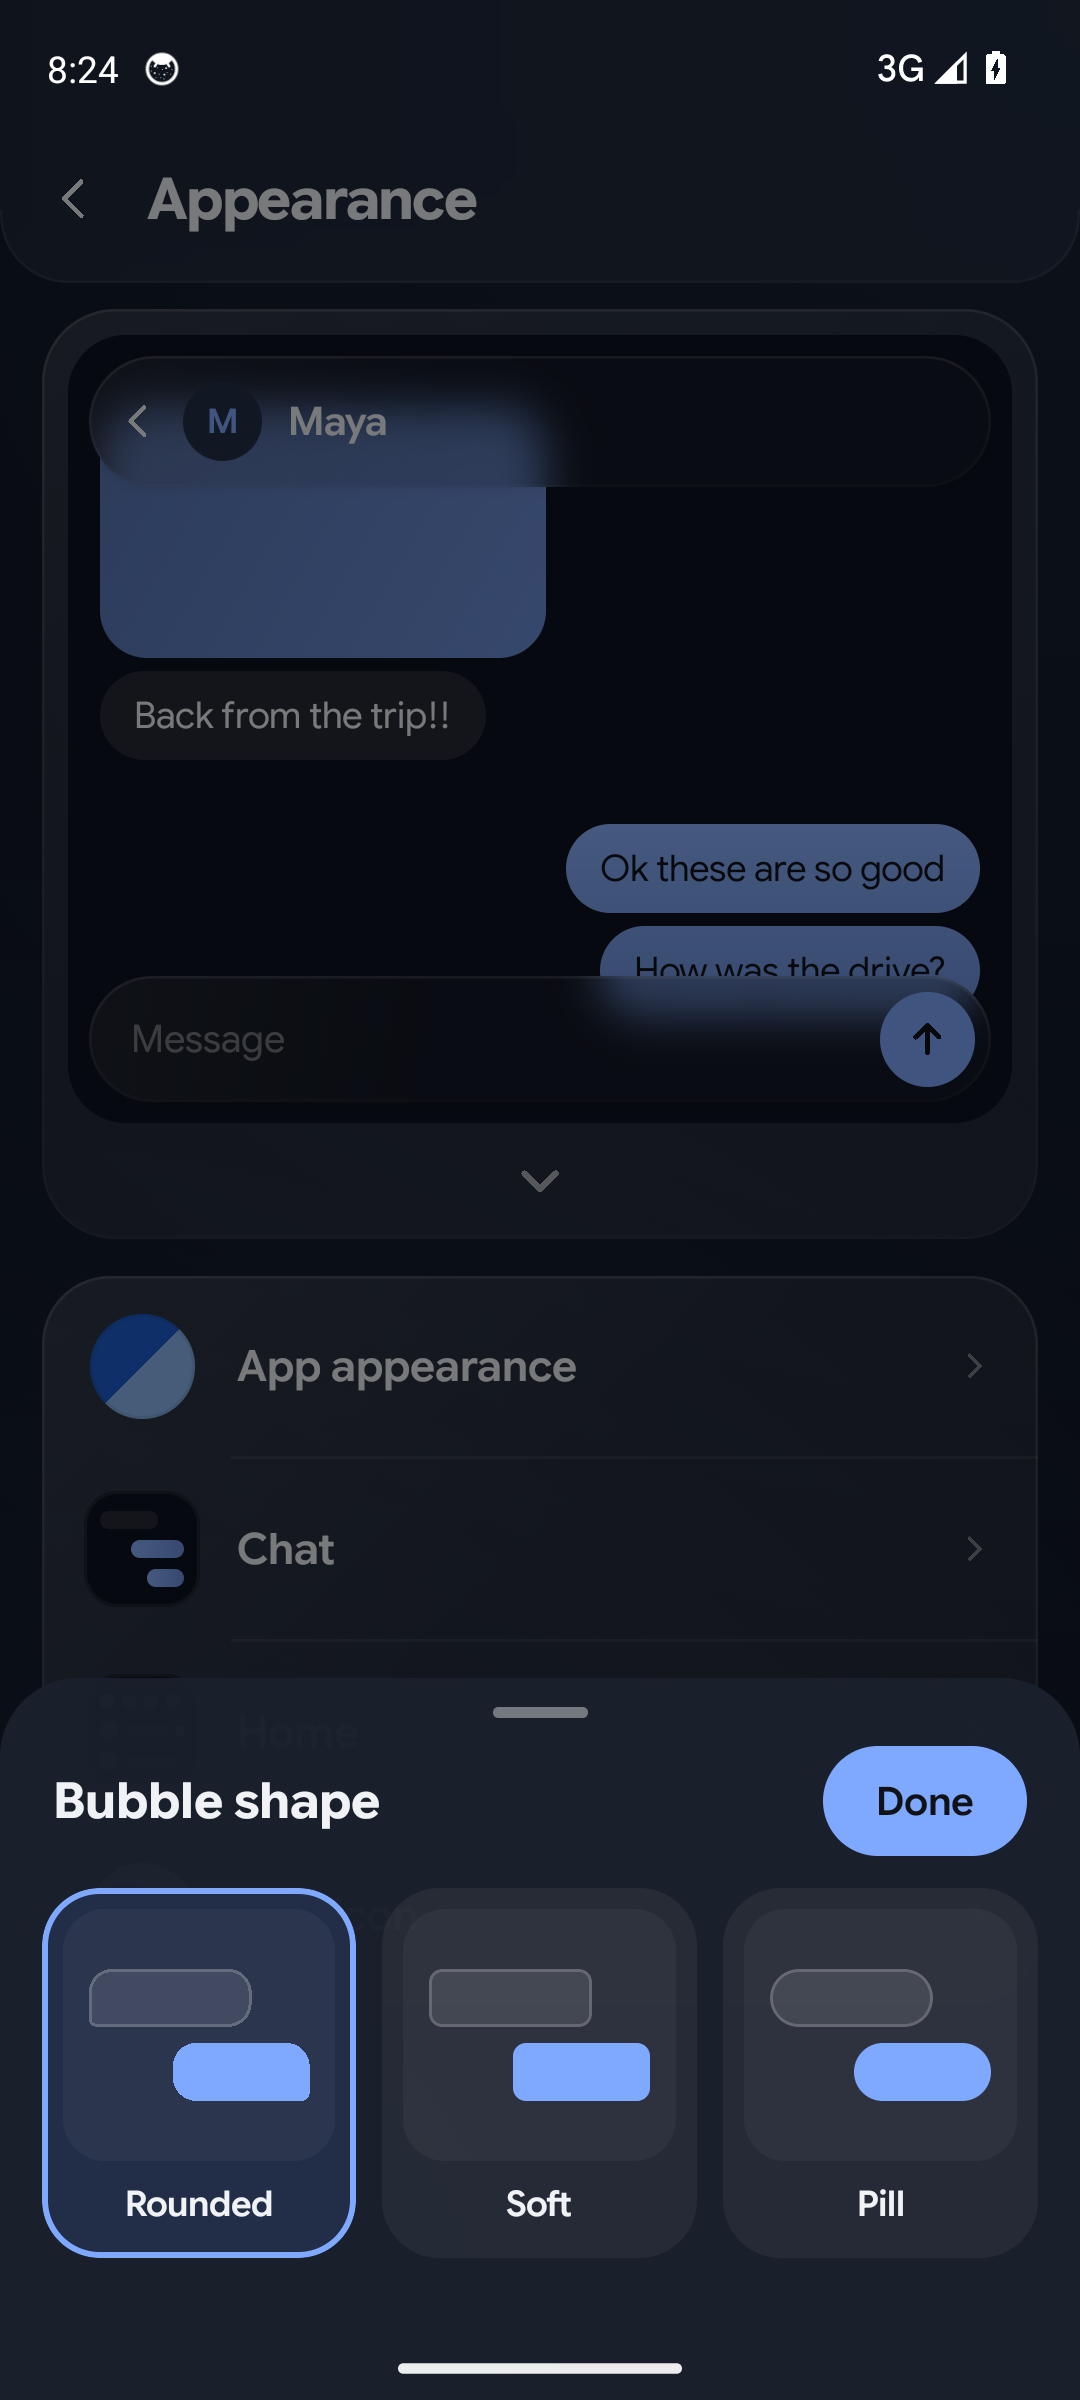 8:24
3G
Appearance
M
Maya
Back from the trip!!
Ok these are so good
How was the drive?
Message
App appearance
Chat
Home
Bubble shape
Done
Rounded
Soft
Pill